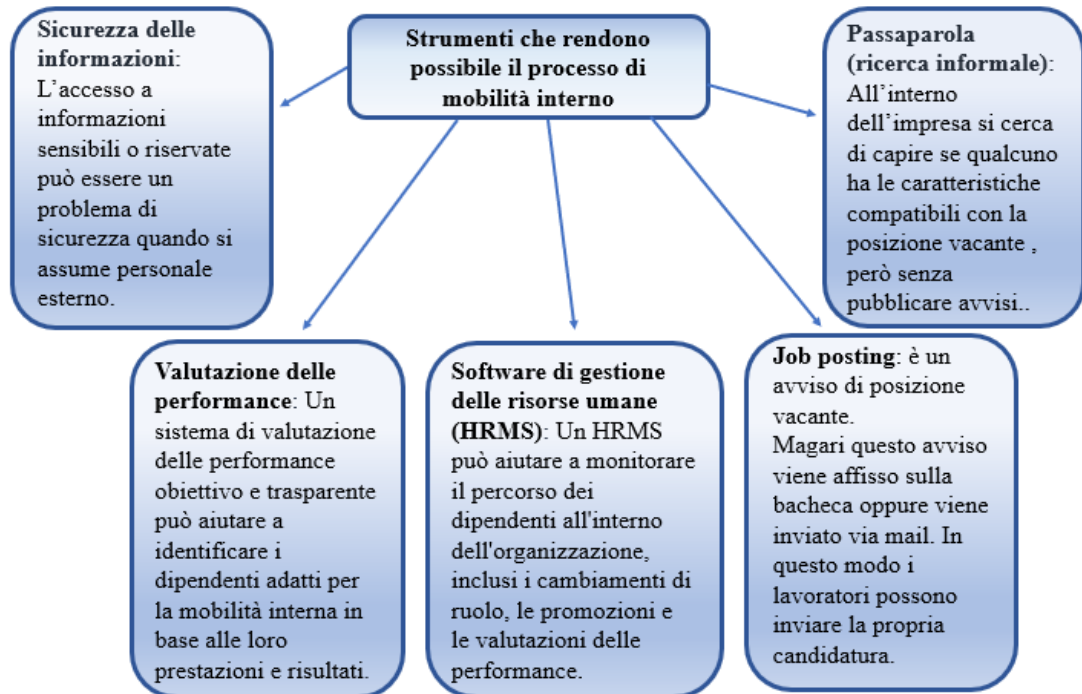 Strumenti che rendono
possibile il processo di
mobilità interno
Sicurezza delle
informazioni:
L’accesso a
informazioni
sensibili o riservate
può essere un
problema di
sicurezza quando si
assume personale
esterno.
Passaparola
(ricerca informale):
All’interno
dell’impresa si cerca
di capire se qualcuno
ha le caratteristiche
compatibili con la
posizione vacante ,
però senza
pubblicare avvisi..
Valutazione delle
performance: Un
sistema di valutazione
delle performance
obiettivo e trasparente
può aiutare a
identificare i
dipendenti adatti per
la mobilità interna in
base alle loro
prestazioni e risultati.
Software di gestione
delle risorse umane
(HRMS): Un HRMS
può aiutare a monitorare
il percorso dei
dipendenti all'interno
dell'organizzazione,
inclusi i cambiamenti di
ruolo, le promozioni e
le valutazioni delle
performance.
Job posting: è un
avviso di posizione
vacante.
Magari questo avviso
viene affisso sulla
bacheca oppure viene
inviato via mail. In
questo modo i
lavoratori possono
inviare la propria
candidatura.